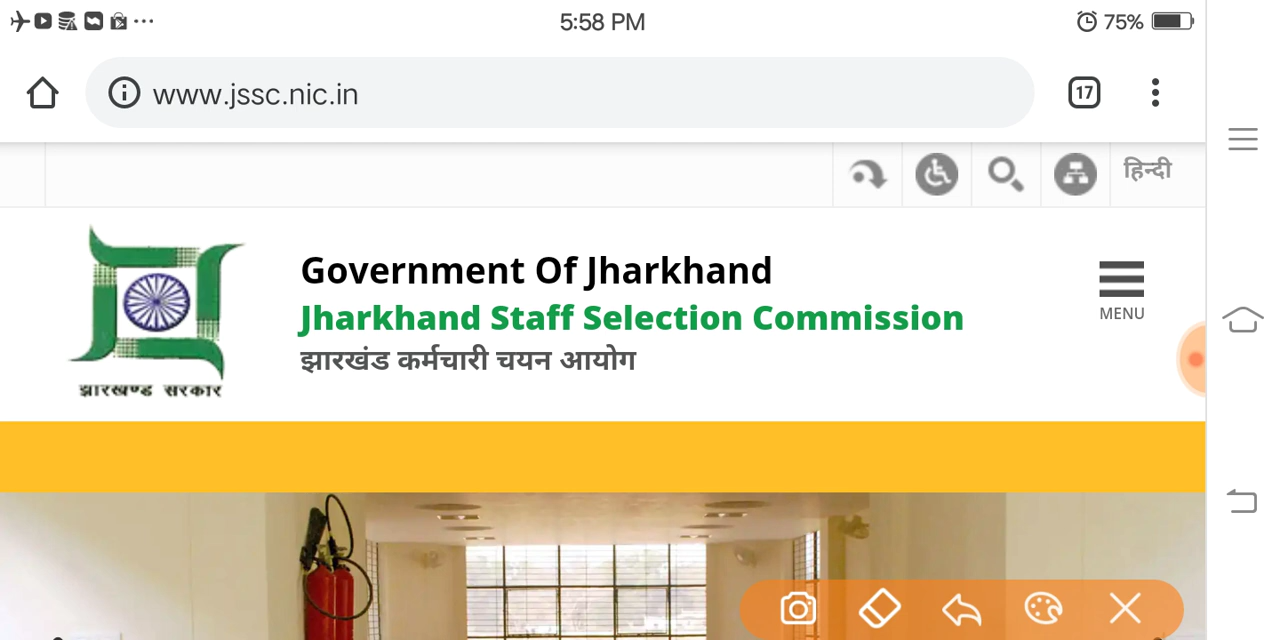 5:58 PM
75%
www.jssc.nic.in
17
हिन्दी
Government Of Jharkhand
Jharkhand Staff Selection Commission
झारखंड कर्मचारी चयन आयोग
MENU
झारखण्ड सरकार